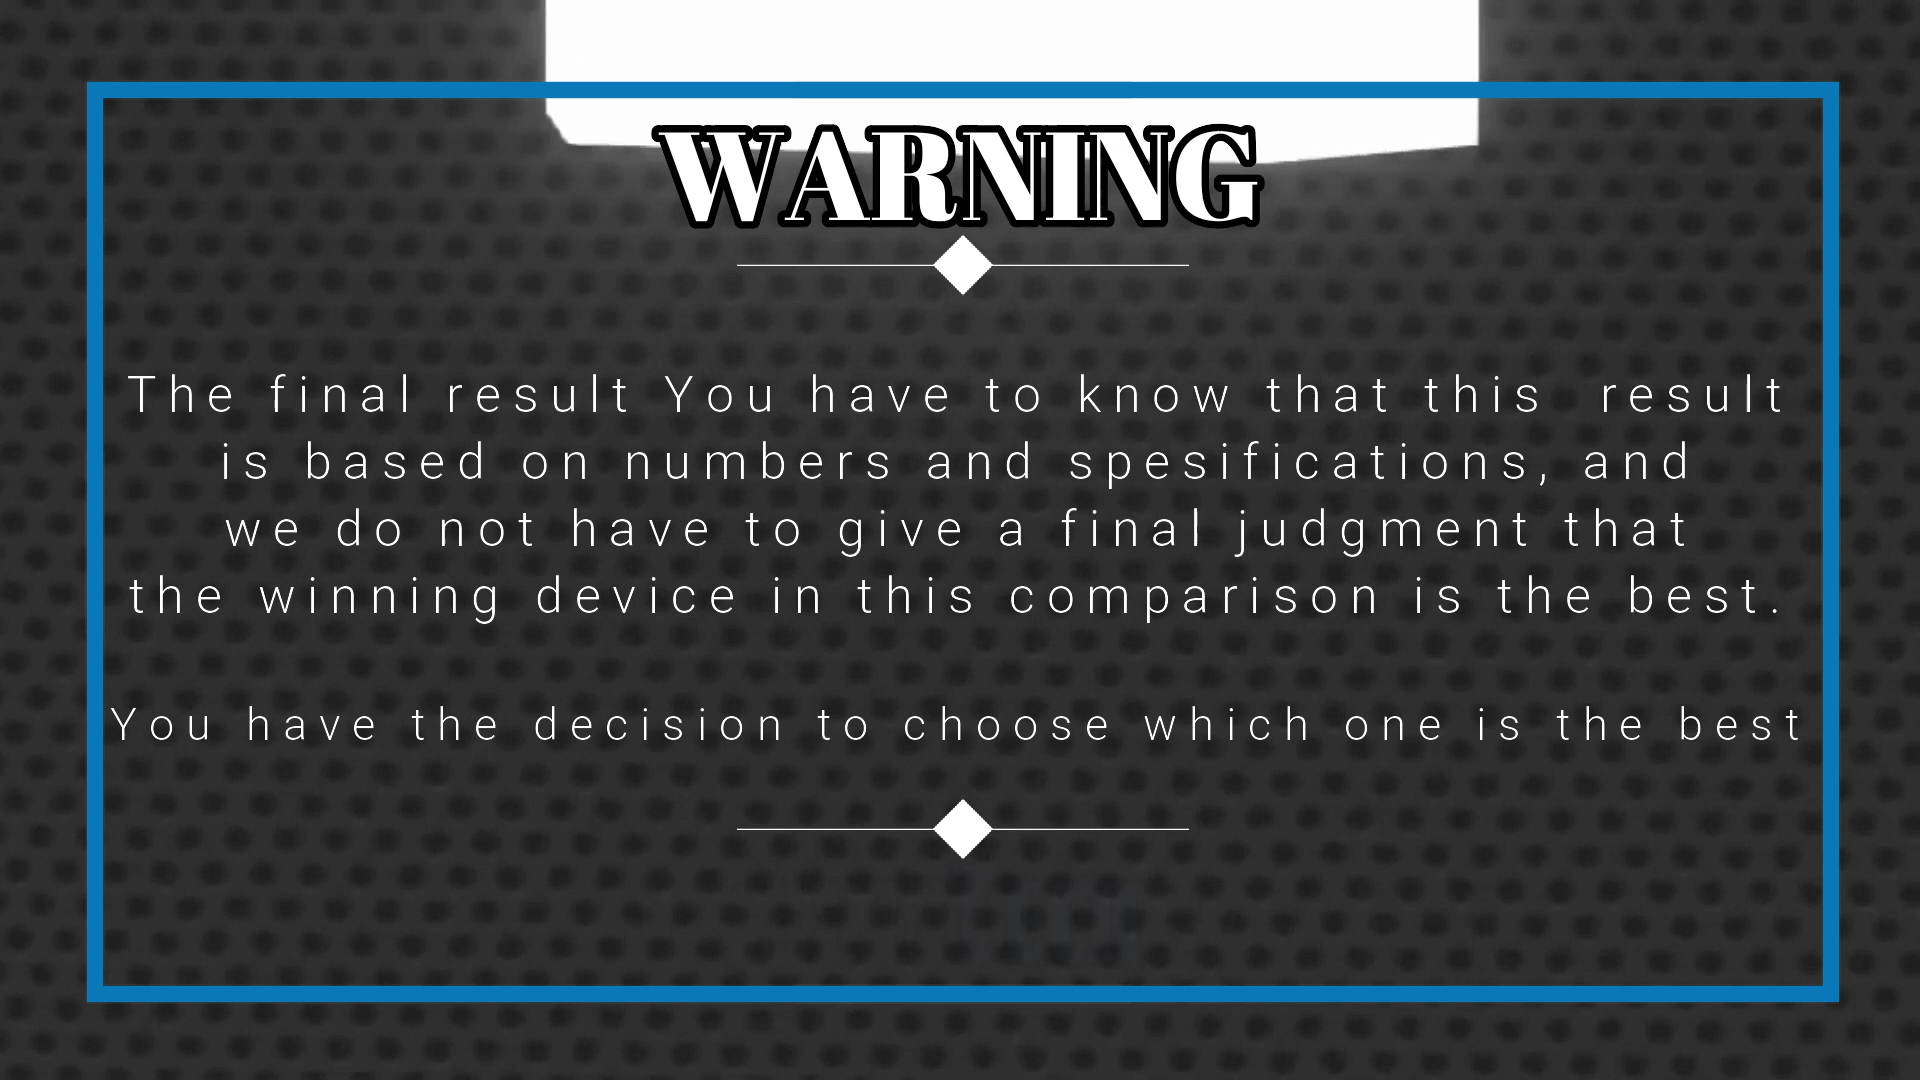 WARNING
The final result You have to know that this result
is based on numbers and spesifications, and
we do not have to give a final judgment that
the winning device in this comparison is the best.
You have the decision to choose which one is the best